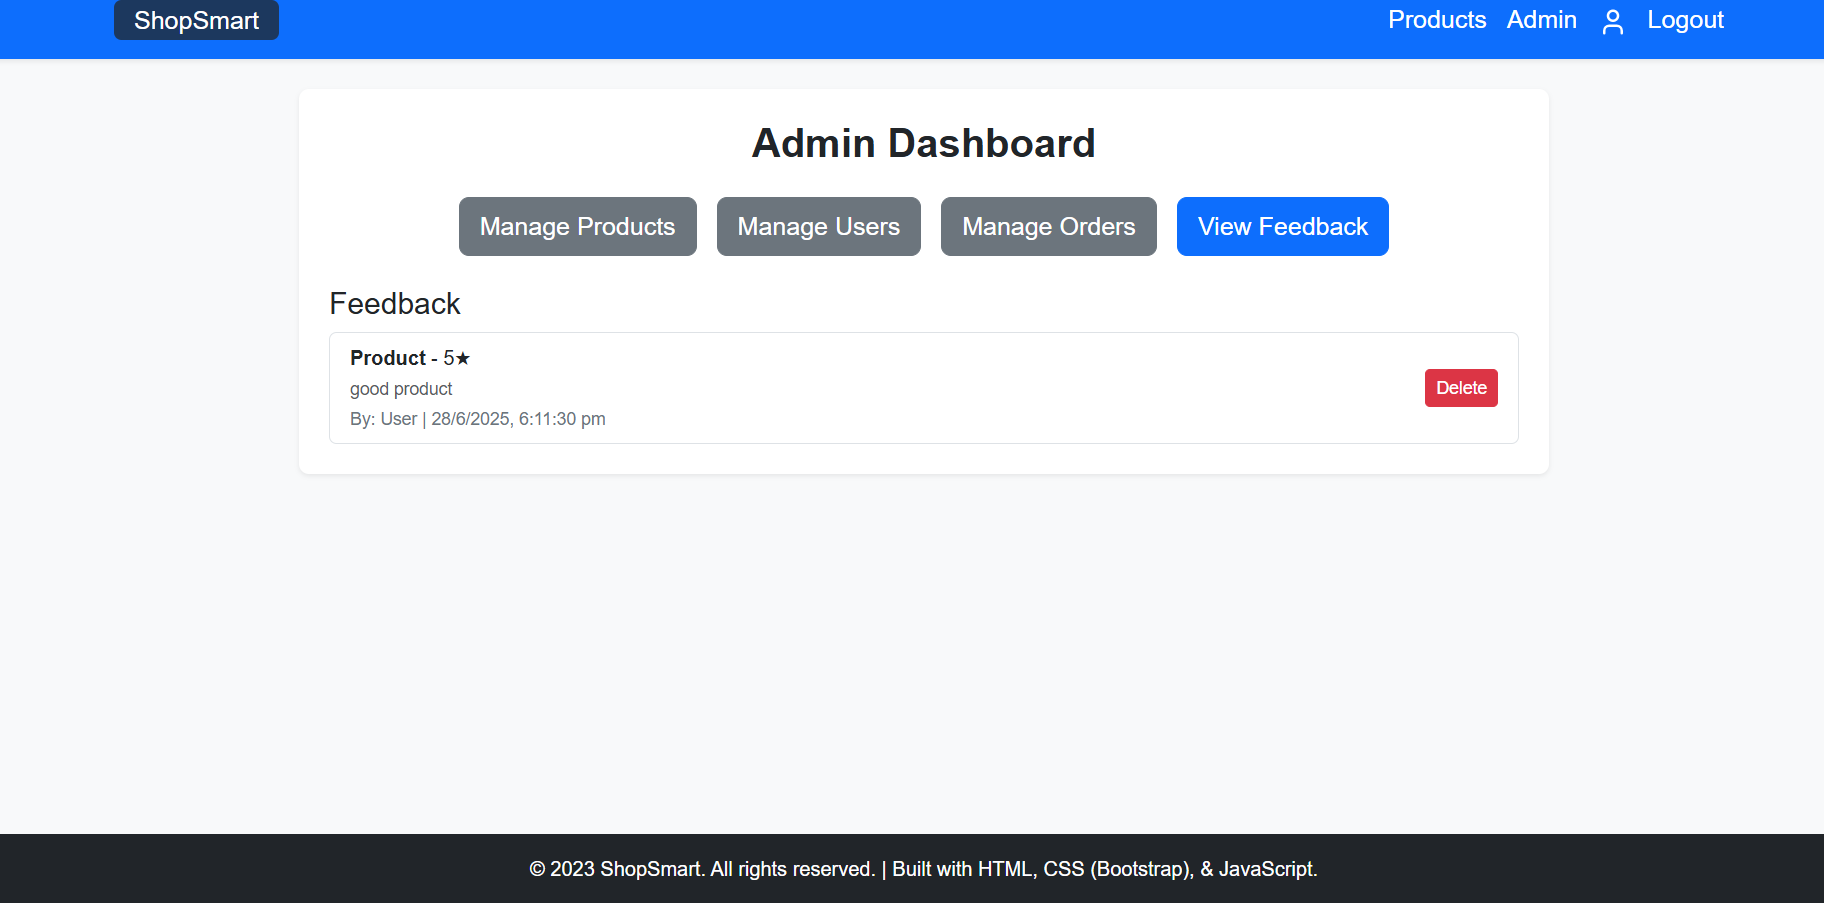 ShopSmart
Products Admin Logout
Admin Dashboard
Manage Products Manage Users Manage Orders View Feedback
Feedback
Product - 5★
good product
By: User | 28/6/2025, 6:11:30 pm
Delete
© 2023 ShopSmart. All rights reserved. | Built with HTML, CSS (Bootstrap), & JavaScript.